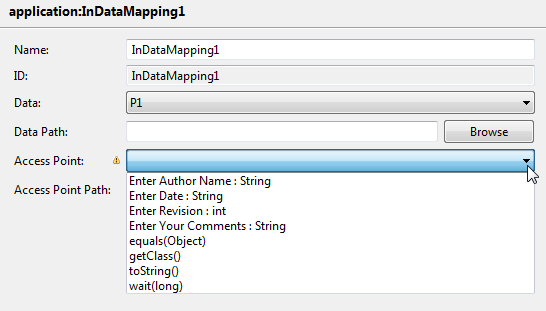 application:InDataMapping1
Name: InDataMapping1
ID: InDataMapping1
Data: P1
Data Path: Browse
Access Point:
Enter Author Name : String
Access Point Path: Enter Date : String
Enter Revision : int
Enter Your Comments : String
equals(Object)
getClass()
toString()
wait(long)